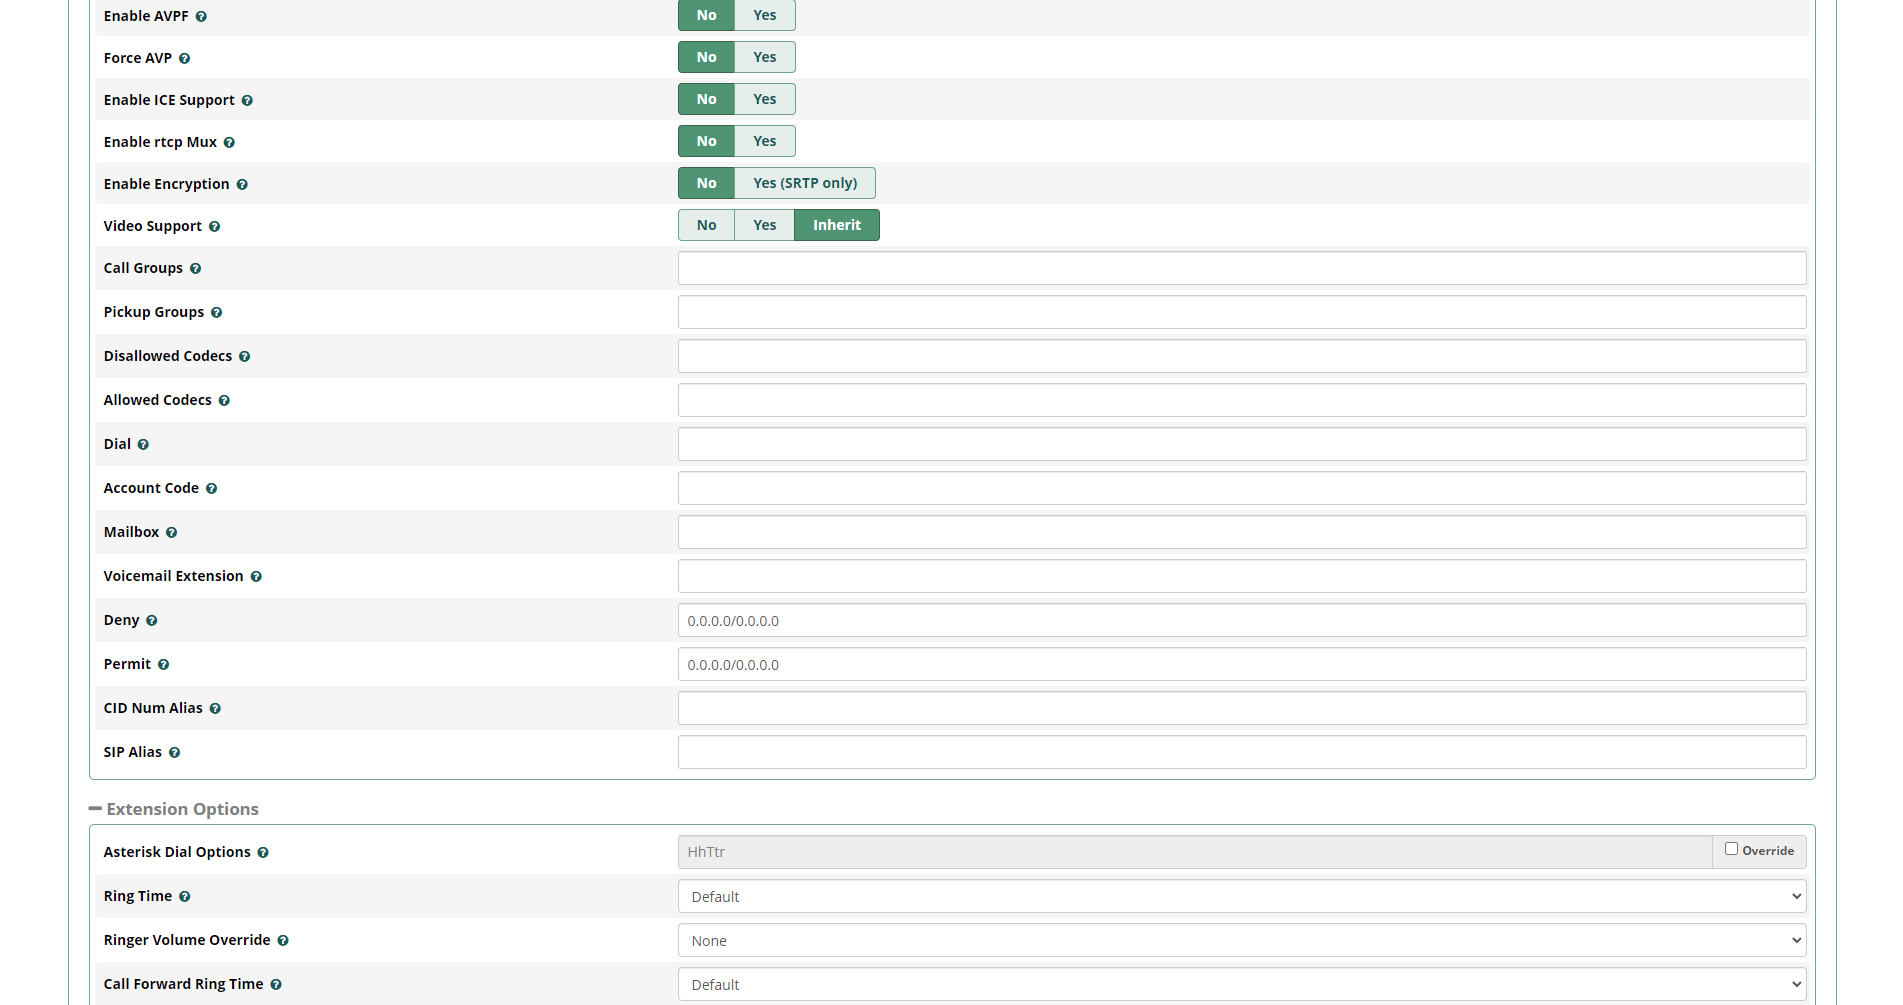 Enable AVPF No Yes
Force AVP No Yes
Enable ICE Support No Yes
Enable rtcp Mux No Yes
Enable Encryption No Yes (SRTP only)
Video Support No Yes Inherit
Call Groups
Pickup Groups
Disallowed Codecs
Allowed Codecs
Dial
Account Code
Mailbox
Voicemail Extension
Deny 0.0.0.0/0.0.0.0
Permit 0.0.0.0/0.0.0.0
CID Num Alias
SIP Alias
Extension Options
Asterisk Dial Options HhTtr Override
Ring Time Default
Ringer Volume Override None
Call Forward Ring Time Default